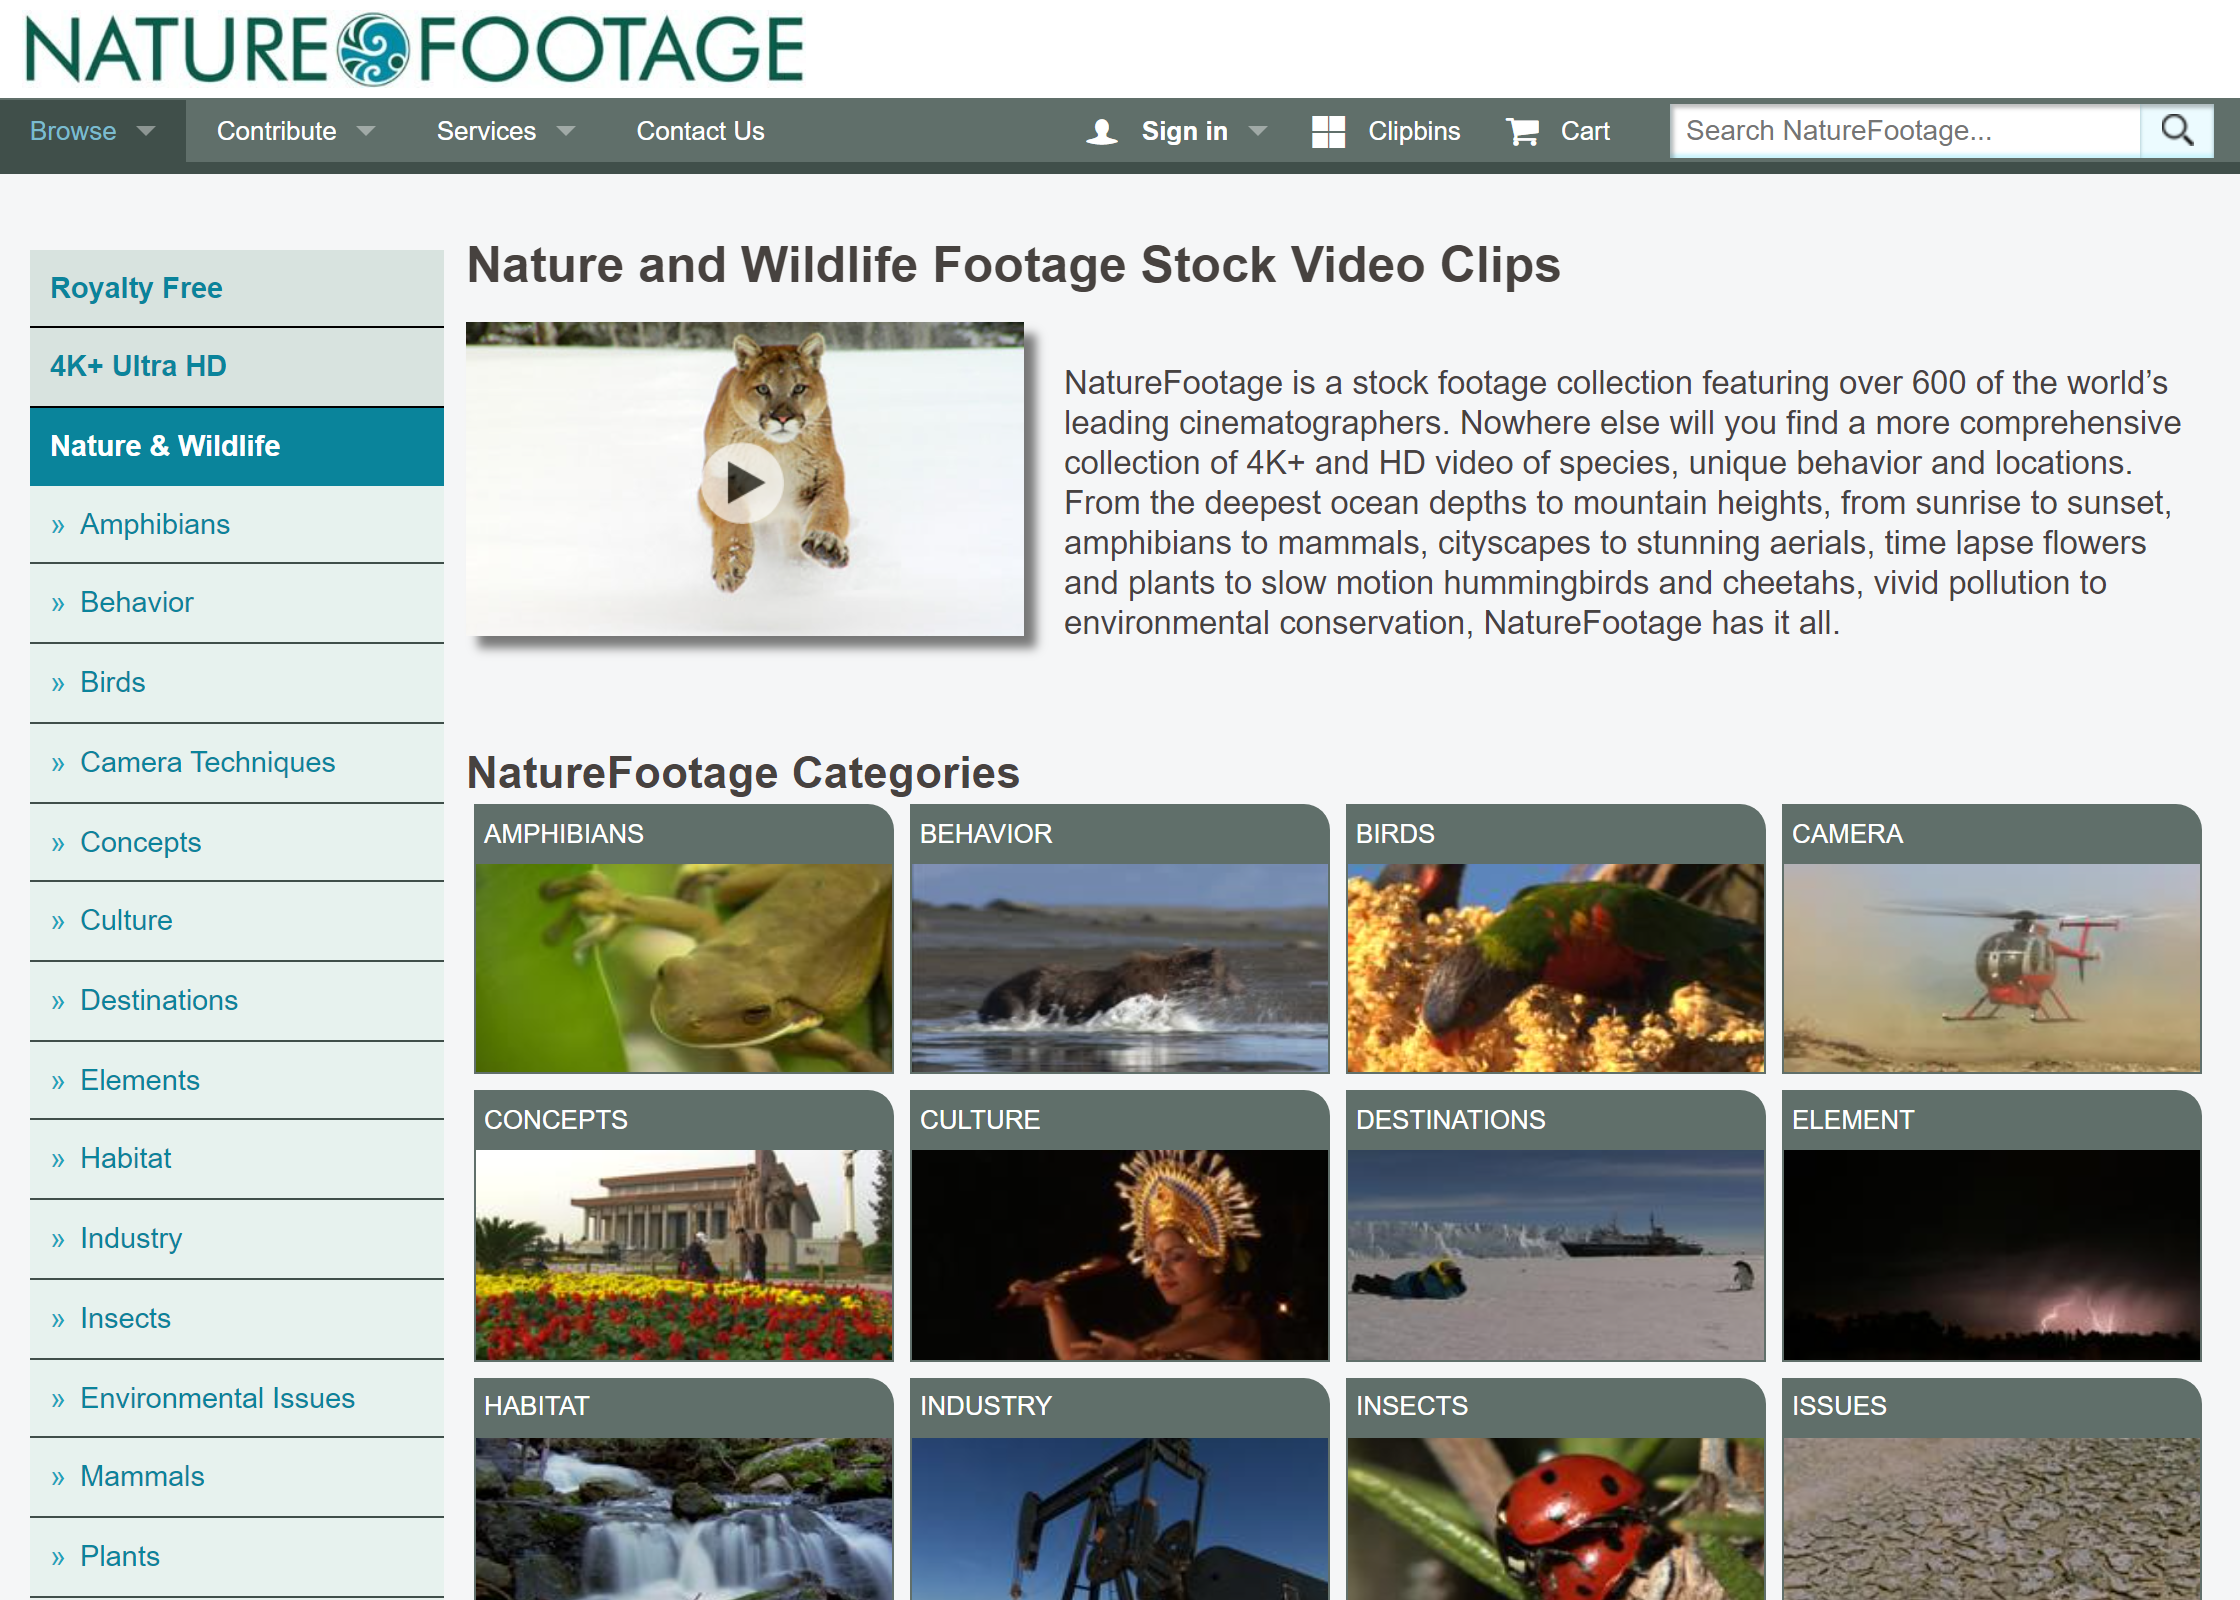 NATURE FOOTAGE
Browse
Contribute
Services
Contact Us
Sign in
Clipbins
Cart
Search NatureFootage...
Royalty Free
4K+ Ultra HD
Nature & Wildlife
» Amphibians
» Behavior
» Birds
» Camera Techniques
» Concepts
» Culture
» Destinations
» Elements
» Habitat
» Industry
» Insects
» Environmental Issues
» Mammals
» Plants
Nature and Wildlife Footage Stock Video Clips
NatureFootage is a stock footage collection featuring over 600 of the world’s
leading cinematographers. Nowhere else will you find a more comprehensive
collection of 4K+ and HD video of species, unique behavior and locations.
From the deepest ocean depths to mountain heights, from sunrise to sunset,
amphibians to mammals, cityscapes to stunning aerials, time lapse flowers
and plants to slow motion hummingbirds and cheetahs, vivid pollution to
environmental conservation, NatureFootage has it all.
NatureFootage Categories
AMPHIBIANS
BEHAVIOR
BIRDS
CAMERA
CONCEPTS
CULTURE
DESTINATIONS
ELEMENT
HABITAT
INDUSTRY
INSECTS
ISSUES